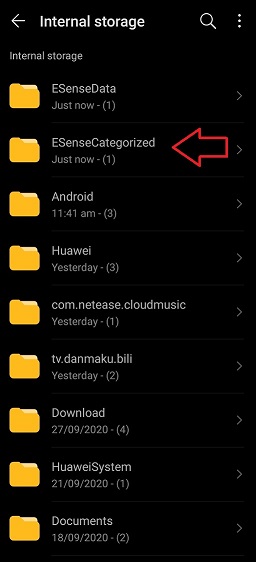 Internal storage
Internal storage
ESenseData
Just now - (1)
ESenseCategorized
Just now - (1)
Android
11:41 am - (3)
Huawei
Yesterday - (3)
com.netease.cloudmusic
Yesterday - (1)
tv.danmaku.bili
Yesterday - (2)
Download
27/09/2020 - (4)
HuaweiSystem
21/09/2020 - (1)
Documents
18/09/2020 - (2)